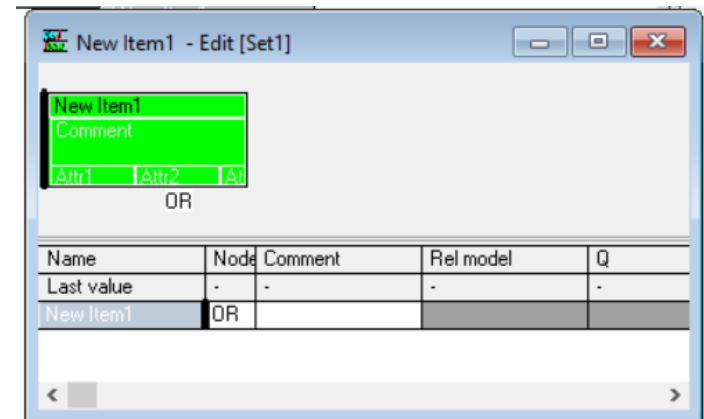 New Item1 - Edit [Set1]
New Item1
Comment
Attr1 Attr2 At
OR
Name Node Comment Rel model Q
Last value - - - -
New Item1 OR